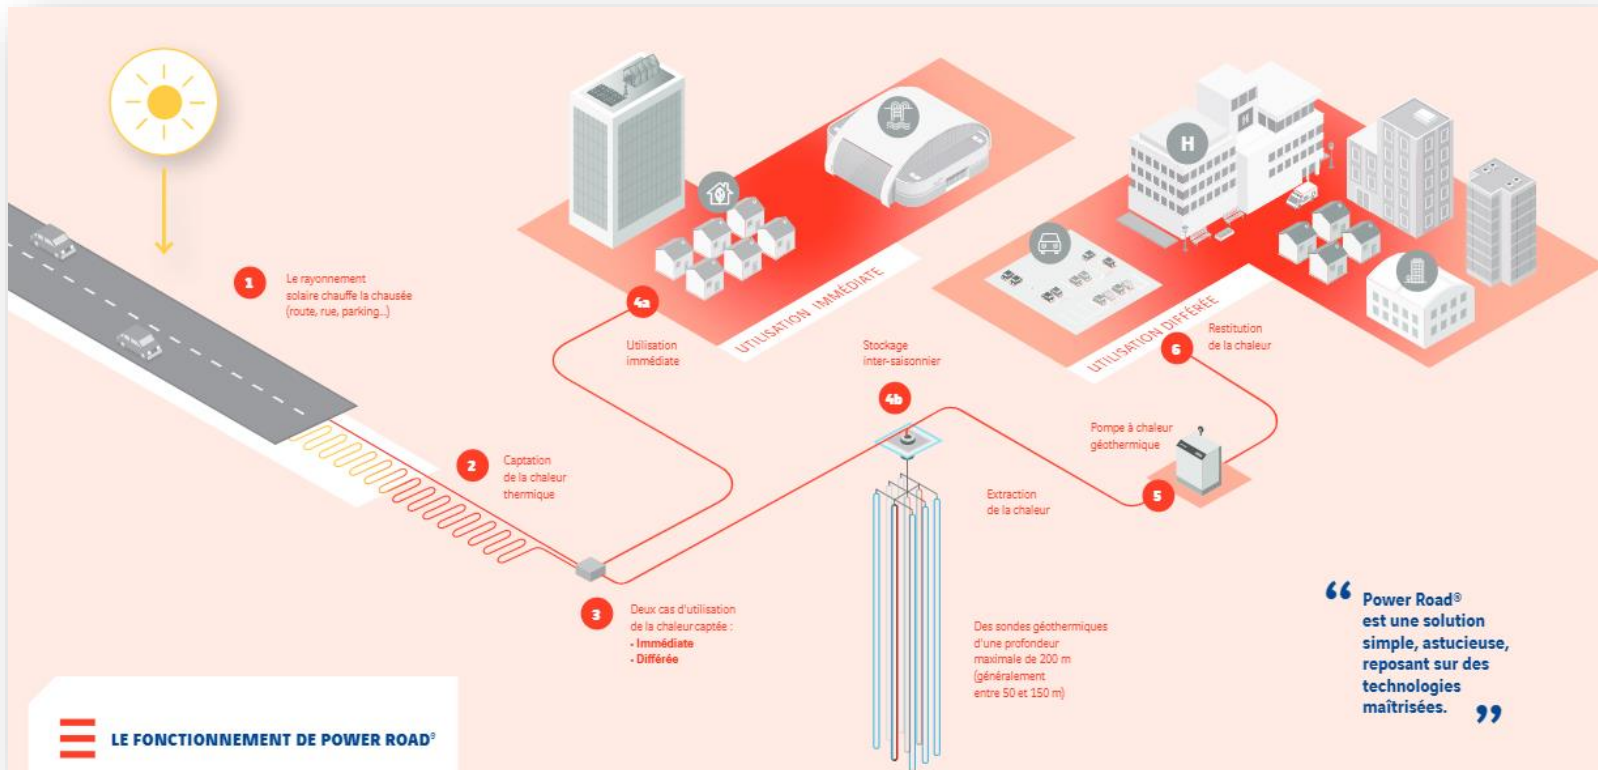 1
Le rayonnement
solaire chauffe la chausée
(route, rue, parking...)
2
Captation
de la chaleur
thermique
3
Deux cas d'utilisation
de la chaleur captée :
- Immédiate
- Différée
4a
Utilisation
immédiate
UTILISATION IMMÉDIATE
Stockage
inter-saisonnier
4b
Des sondes géothermiques
d'une profondeur
maximale de 200 m
(généralement
entre 50 et 150 m)
Extraction
de la chaleur
Pompe à chaleur
géothermique
5
6
Restitution
de la chaleur
UTILISATION DIFFÉRÉE
H
H
“ Power Road®
est une solution
simple, astucieuse,
reposant sur des
technologies
maîtrisées. ”
LE FONCTIONNEMENT DE POWER ROAD®